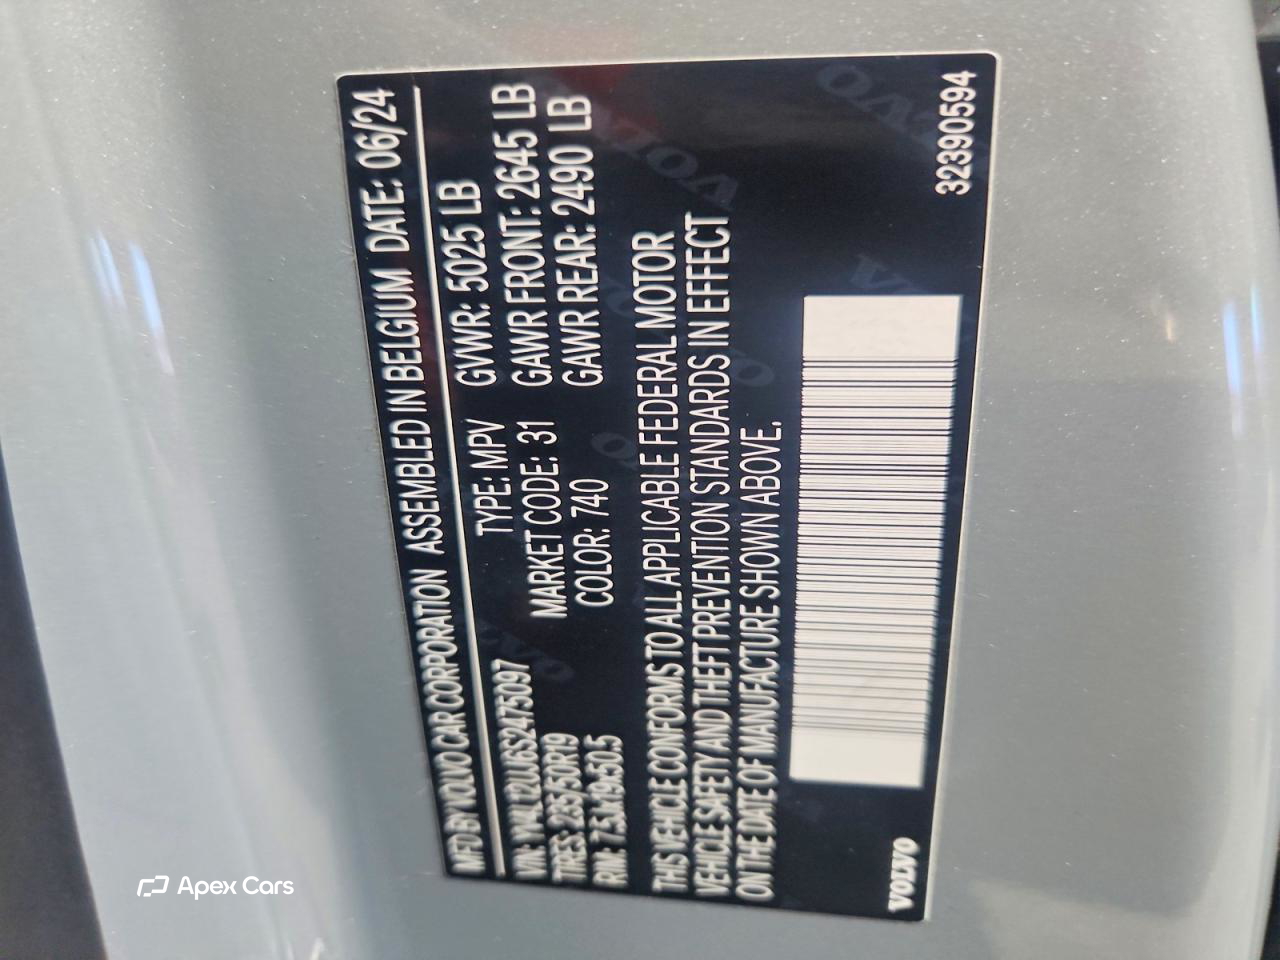 MFD BY VOLVO CAR CORPORATION ASSEMBLED IN BELGIUM DATE: 06/24
VIN: YV4L12UJ6S2475097 TYPE: MPV GVWR: 5025 LB
TIRES: 235/50R19 MARKET CODE: 31 GAWR FRONT: 2645 LB
RIM: 7.5Jx19x50.5 COLOR: 740 GAWR REAR: 2490 LB
THIS VEHICLE CONFORMS TO ALL APPLICABLE FEDERAL MOTOR
VEHICLE SAFETY AND THEFT PREVENTION STANDARDS IN EFFECT
ON THE DATE OF MANUFACTURE SHOWN ABOVE.
VOLVO 32390594
Apex Cars